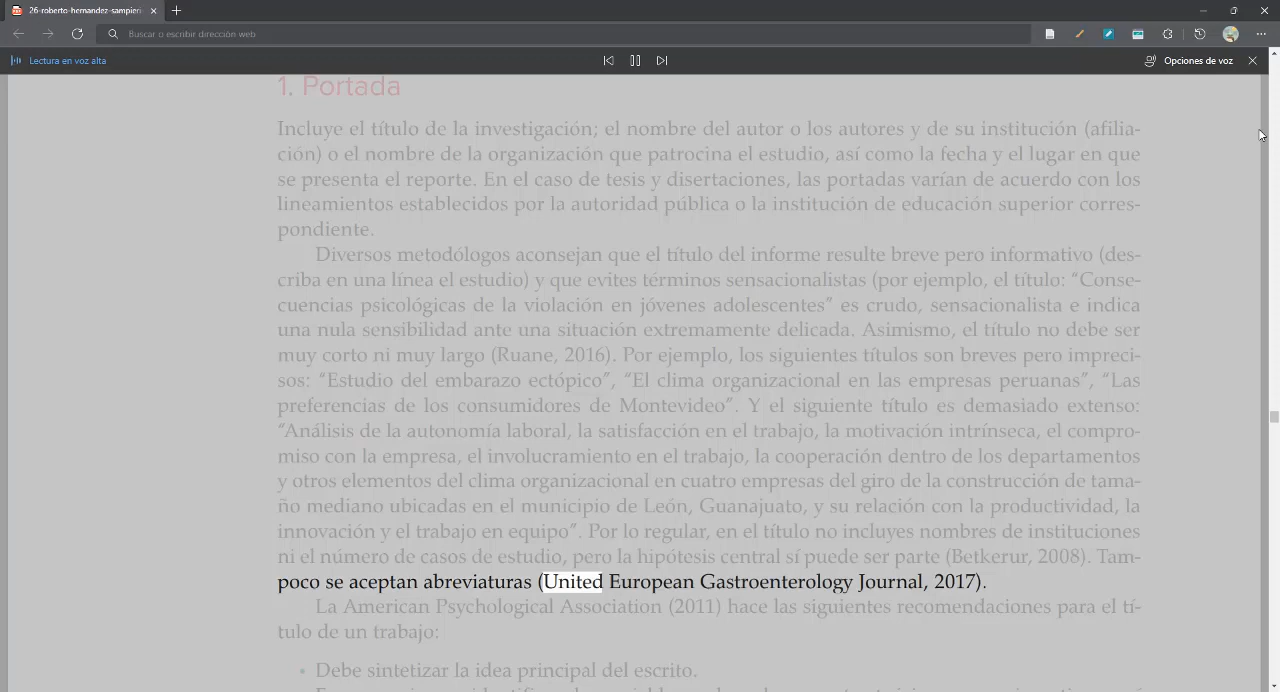 26-roberto-hernandez-sampieri
Buscar o escribir dirección web
Lectura en voz alta
Opciones de voz
1. Portada
Incluye el título de la investigación; el nombre del autor o los autores y de su institución (afilia-
ción) o el nombre de la organización que patrocina el estudio, así como la fecha y el lugar en que
se presenta el reporte. En el caso de tesis y disertaciones, las portadas varían de acuerdo con los
lineamientos establecidos por la autoridad pública o la institución de educación superior corres-
pondiente.
Diversos metodólogos aconsejan que el título del informe resulte breve pero informativo (des-
criba en una línea el estudio) y que evites términos sensacionalistas (por ejemplo, el título: “Conse-
cuencias psicológicas de la violación en jóvenes adolescentes” es crudo, sensacionalista e indica
una nula sensibilidad ante una situación extremamente delicada. Asimismo, el título no debe ser
muy corto ni muy largo (Ruane, 2016). Por ejemplo, los siguientes títulos son breves pero impreci-
sos: “Estudio del embarazo ectópico”, “El clima organizacional en las empresas peruanas”, “Las
preferencias de los consumidores de Montevideo”. Y el siguiente título es demasiado extenso:
“Análisis de la autonomía laboral, la satisfacción en el trabajo, la motivación intrínseca, el compro-
miso con la empresa, el involucramiento en el trabajo, la cooperación dentro de los departamentos
y otros elementos del clima organizacional en cuatro empresas del giro de la construcción de tama-
ño mediano ubicadas en el municipio de León, Guanajuato, y su relación con la productividad, la
innovación y el trabajo en equipo”. Por lo regular, en el título no incluyes nombres de instituciones
ni el número de casos de estudio, pero la hipótesis central sí puede ser parte (Betkerur, 2008). Tam-
poco se aceptan abreviaturas (United European Gastroenterology Journal, 2017).
La American Psychological Association (2011) hace las siguientes recomendaciones para el tí-
tulo de un trabajo:
• Debe sintetizar la idea principal del escrito.